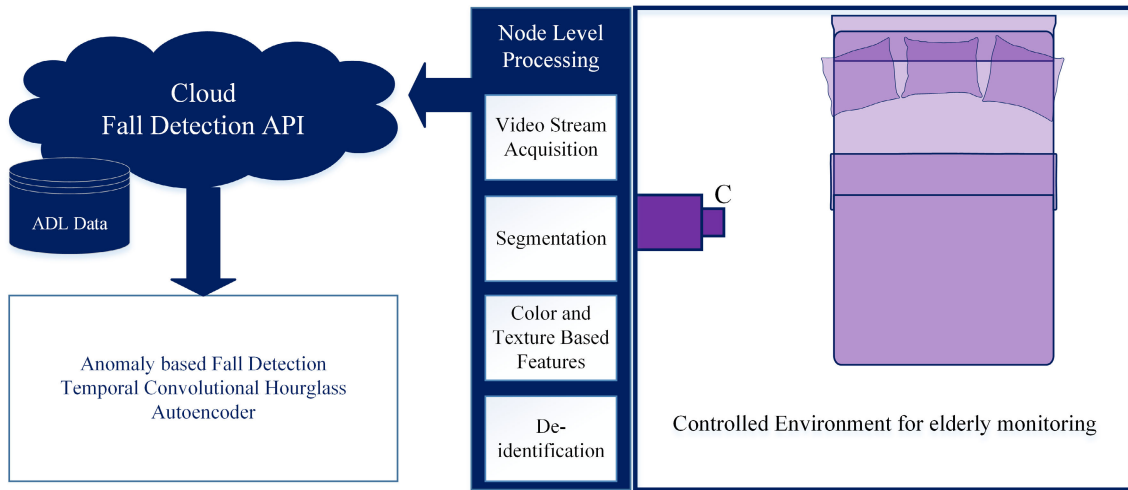 Cloud
Fall Detection API
ADL Data
Anomaly based Fall Detection
Temporal Convolutional Hourglass
Autoencoder
Node Level
Processing
Video Stream
Acquisition
Segmentation
Color and
Texture Based
Features
De-
identification
C
Controlled Environment for elderly monitoring